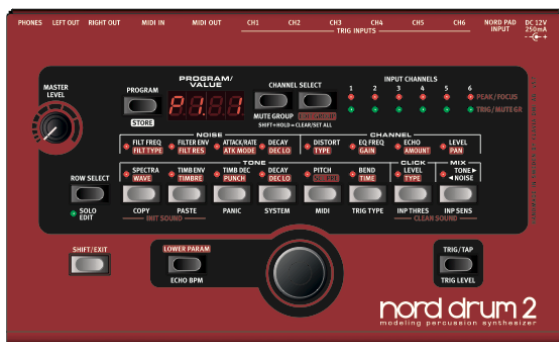 PHONES LEFT OUT RIGHT OUT MIDI IN MIDI OUT CH1 CH2 CH3 CH4 CH5 CH6 NORD PAD INPUT DC 12V 250mA
TRIG INPUTS
MASTER LEVEL
PROGRAM
STORE
PROGRAM/
VALUE
P1.1
CHANNEL SELECT
MUTE GROUP
SHIFT+HOLD=CLEAR/SET ALL
INPUT CHANNELS
1 2 3 4 5 6
PEAK/FOCUS
TRIG/MUTE GR
NOISE CHANNEL
FILT FREQ FILTER ENV ATTACK/RATE DECAY DISTORT EQ FREQ ECHO LEVEL
FILT TYPE FILT RES ATK MODE DEC LO TYPE GAIN AMOUNT PAN
TONE CLICK MIX
SPECTRA TIMB ENV TIMB DEC DECAY PITCH BEND LEVEL TONE
WAVE TIMBRE PUNCH DEC LO TIME TYPE NOISE
ROW SELECT
SOLO
EDIT
COPY PASTE PANIC SYSTEM MIDI TRIG TYPE INP THRES INP SENS
INIT SOUND CLEAN SOUND
SHIFT/EXIT
LOWER PARAM
ECHO BPM
TRIG/TAP
TRIG LEVEL
nord drum 2
modeling percussion synthesizer